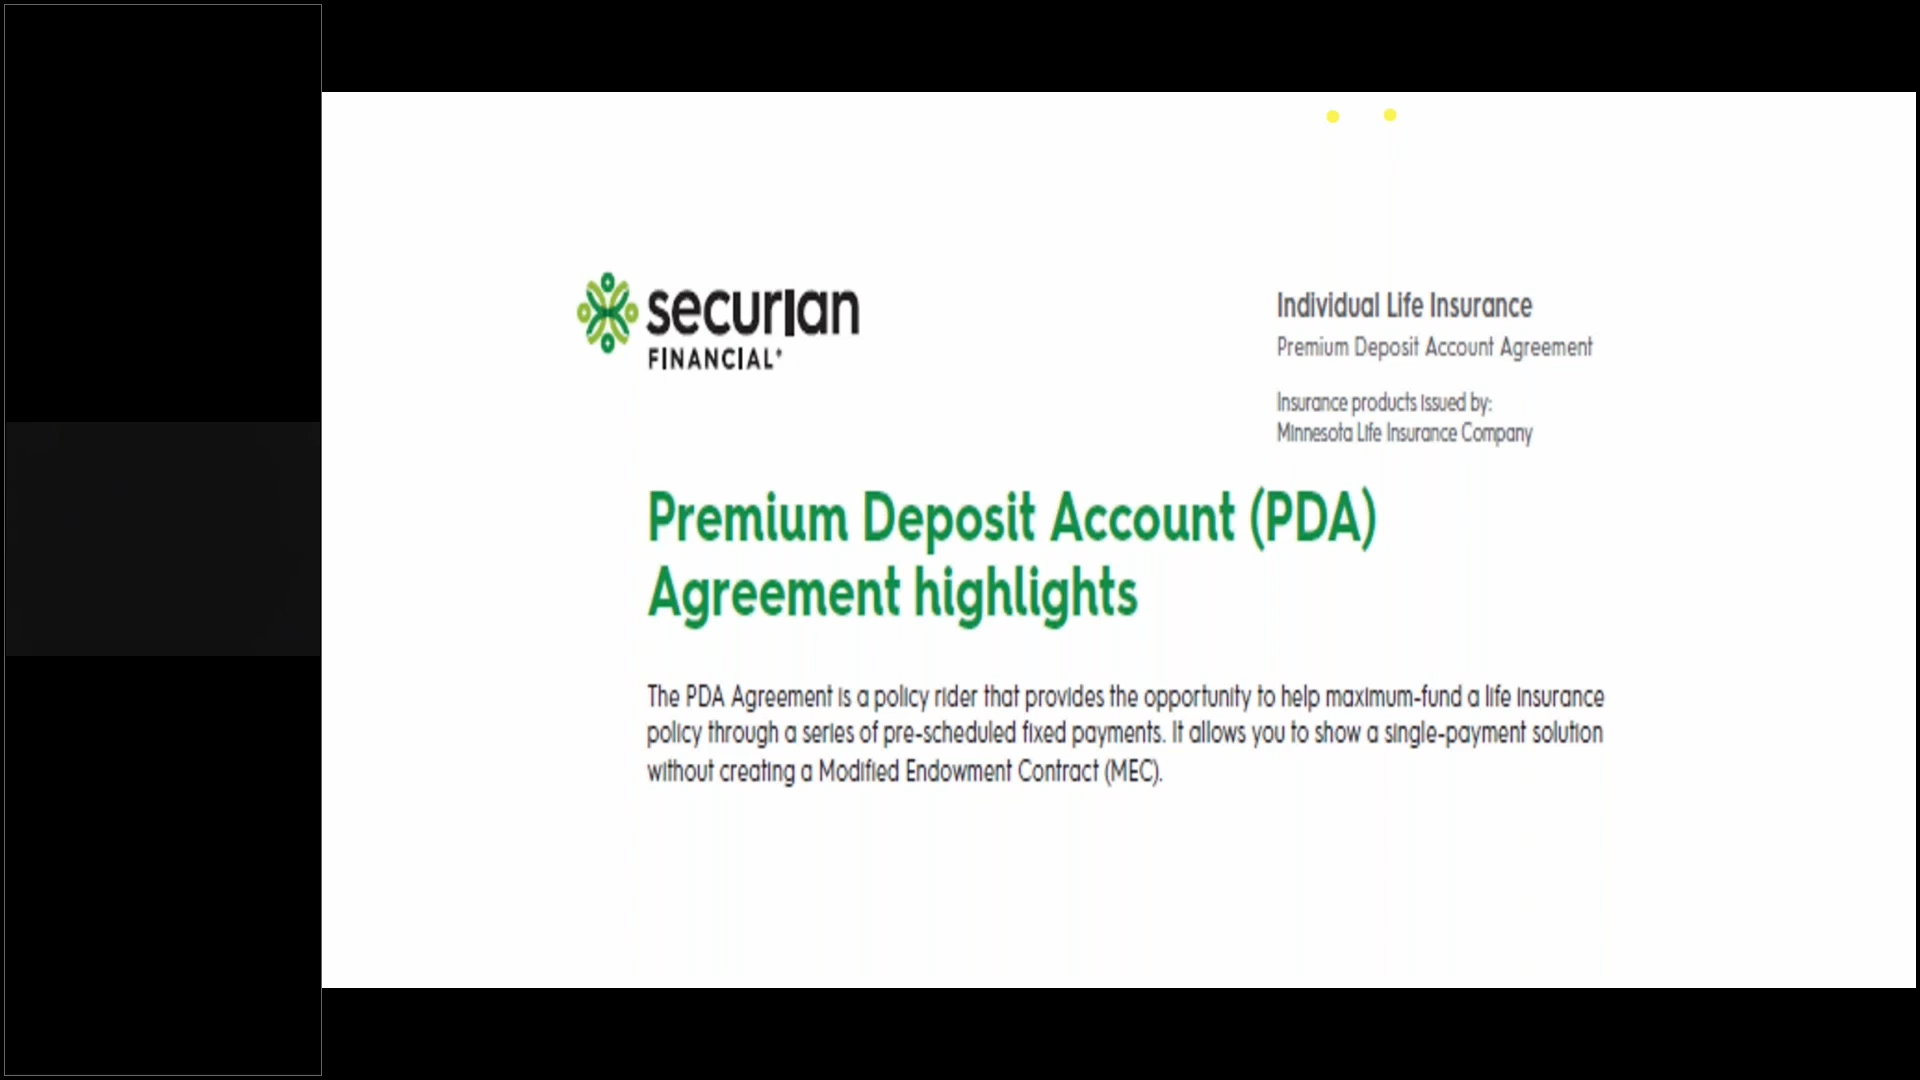 securian
FINANCIAL®
Individual Life Insurance
Premium Deposit Account Agreement
Insurance products issued by:
Minnesota Life Insurance Company
Premium Deposit Account (PDA)
Agreement highlights
The PDA Agreement is a policy rider that provides the opportunity to help maximum-fund a life insurance
policy through a series of pre-scheduled fixed payments. It allows you to show a single-payment solution
without creating a Modified Endowment Contract (MEC).